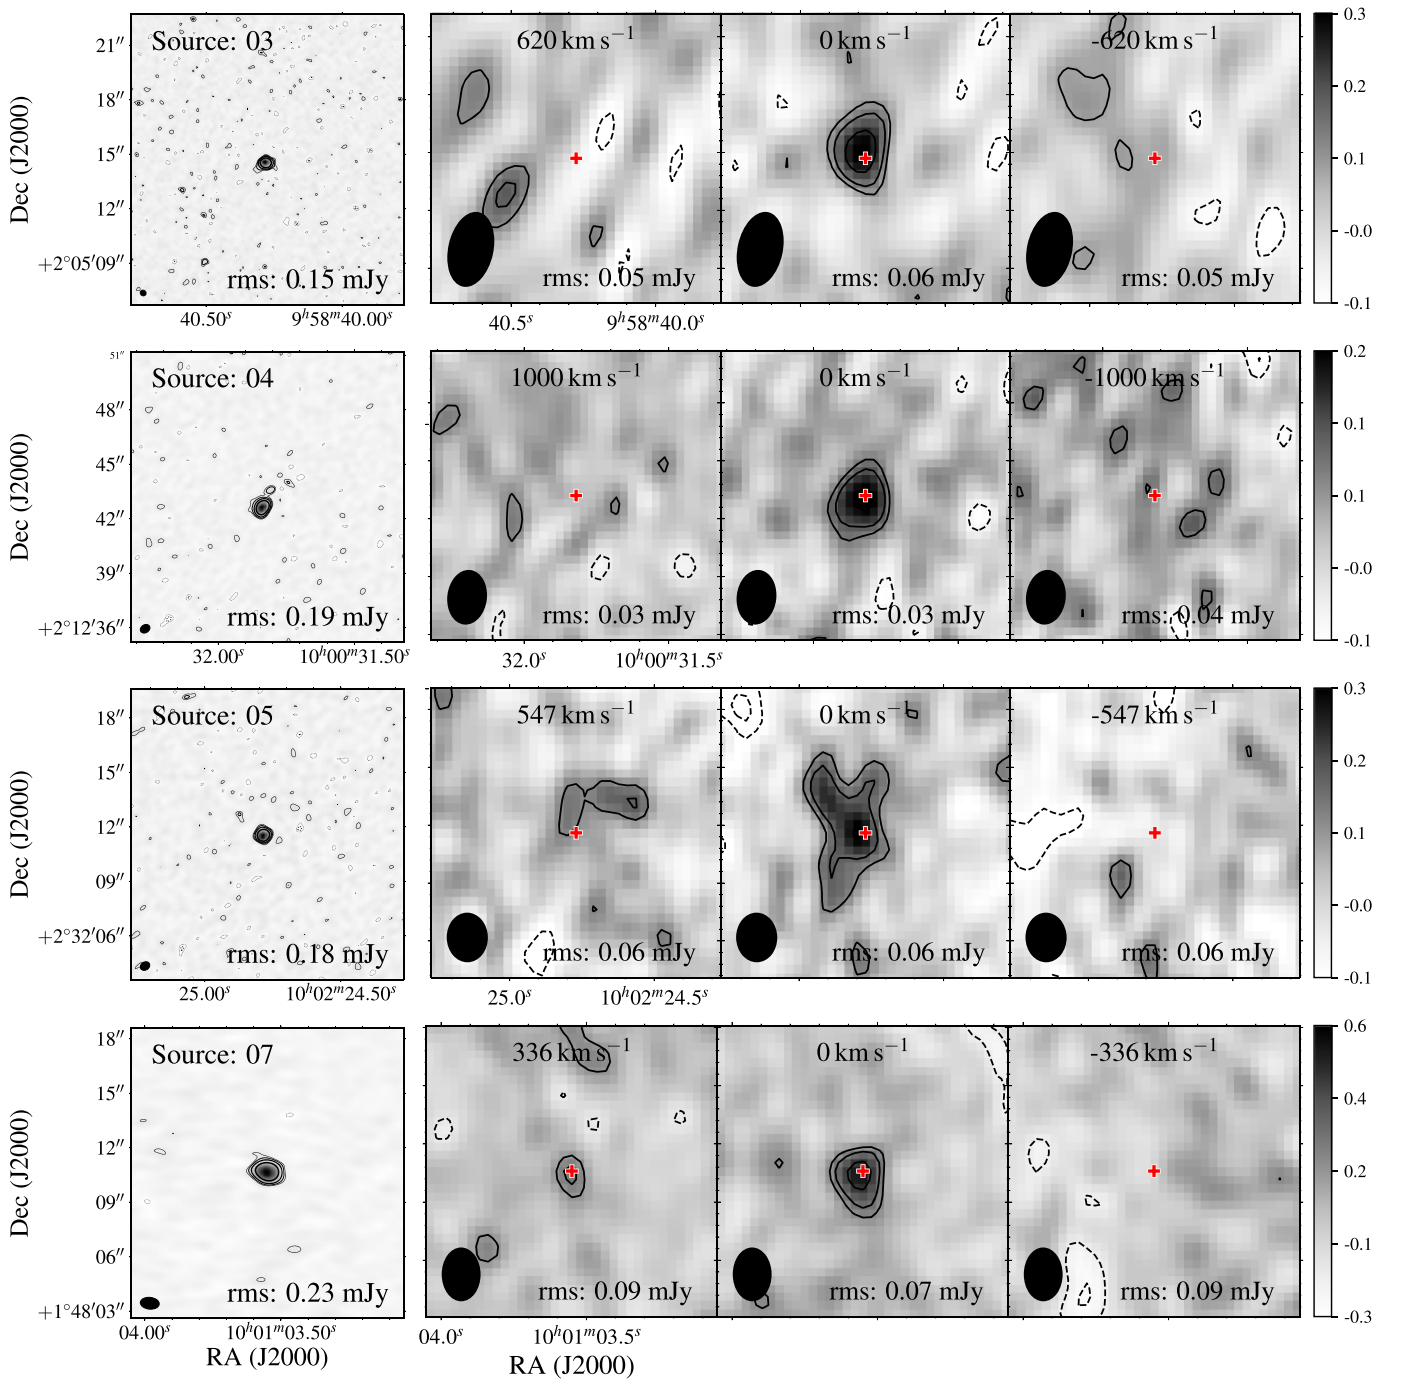 Source: 03
rms: 0.15 mJy
21″
18″
15″
12″
+2°05′09″
Dec (J2000)
40.50ˢ
9ʰ58ᵐ40.00ˢ
620 km s⁻¹
rms: 0.05 mJy
0 km s⁻¹
rms: 0.06 mJy
-620 km s⁻¹
rms: 0.05 mJy
40.5ˢ
9ʰ58ᵐ40.0ˢ
0.3
0.2
0.1
-0.0
-0.1
Source: 04
rms: 0.19 mJy
51″
48″
45″
42″
39″
+2°12′36″
Dec (J2000)
32.00ˢ
10ʰ00ᵐ31.50ˢ
1000 km s⁻¹
rms: 0.03 mJy
0 km s⁻¹
rms: 0.03 mJy
-1000 km s⁻¹
rms: 0.04 mJy
32.0ˢ
10ʰ00ᵐ31.5ˢ
0.2
0.1
0.1
-0.0
-0.1
Source: 05
rms: 0.18 mJy
18″
15″
12″
09″
+2°32′06″
Dec (J2000)
25.00ˢ
10ʰ02ᵐ24.50ˢ
547 km s⁻¹
rms: 0.06 mJy
0 km s⁻¹
rms: 0.06 mJy
-547 km s⁻¹
rms: 0.06 mJy
25.0ˢ
10ʰ02ᵐ24.5ˢ
0.3
0.2
0.1
-0.0
-0.1
Source: 07
rms: 0.23 mJy
18″
15″
12″
09″
06″
+1°48′03″
Dec (J2000)
04.00ˢ
10ʰ01ᵐ03.50ˢ
RA (J2000)
336 km s⁻¹
rms: 0.09 mJy
0 km s⁻¹
rms: 0.07 mJy
-336 km s⁻¹
rms: 0.09 mJy
04.0ˢ
10ʰ01ᵐ03.5ˢ
RA (J2000)
0.6
0.4
0.2
-0.1
-0.3